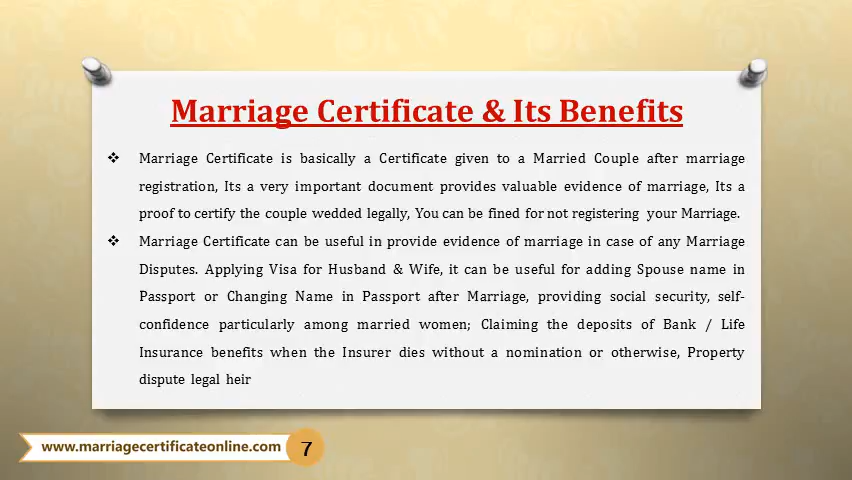 Marriage Certificate & Its Benefits
❖ Marriage Certificate is basically a Certificate given to a Married Couple after marriage
registration, Its a very important document provides valuable evidence of marriage, Its a
proof to certify the couple wedded legally, You can be fined for not registering your Marriage.
❖ Marriage Certificate can be useful in provide evidence of marriage in case of any Marriage
Disputes. Applying Visa for Husband & Wife, it can be useful for adding Spouse name in
Passport or Changing Name in Passport after Marriage, providing social security, self-
confidence particularly among married women; Claiming the deposits of Bank / Life
Insurance benefits when the Insurer dies without a nomination or otherwise, Property
dispute legal heir
www.marriagecertificateonline.com 7